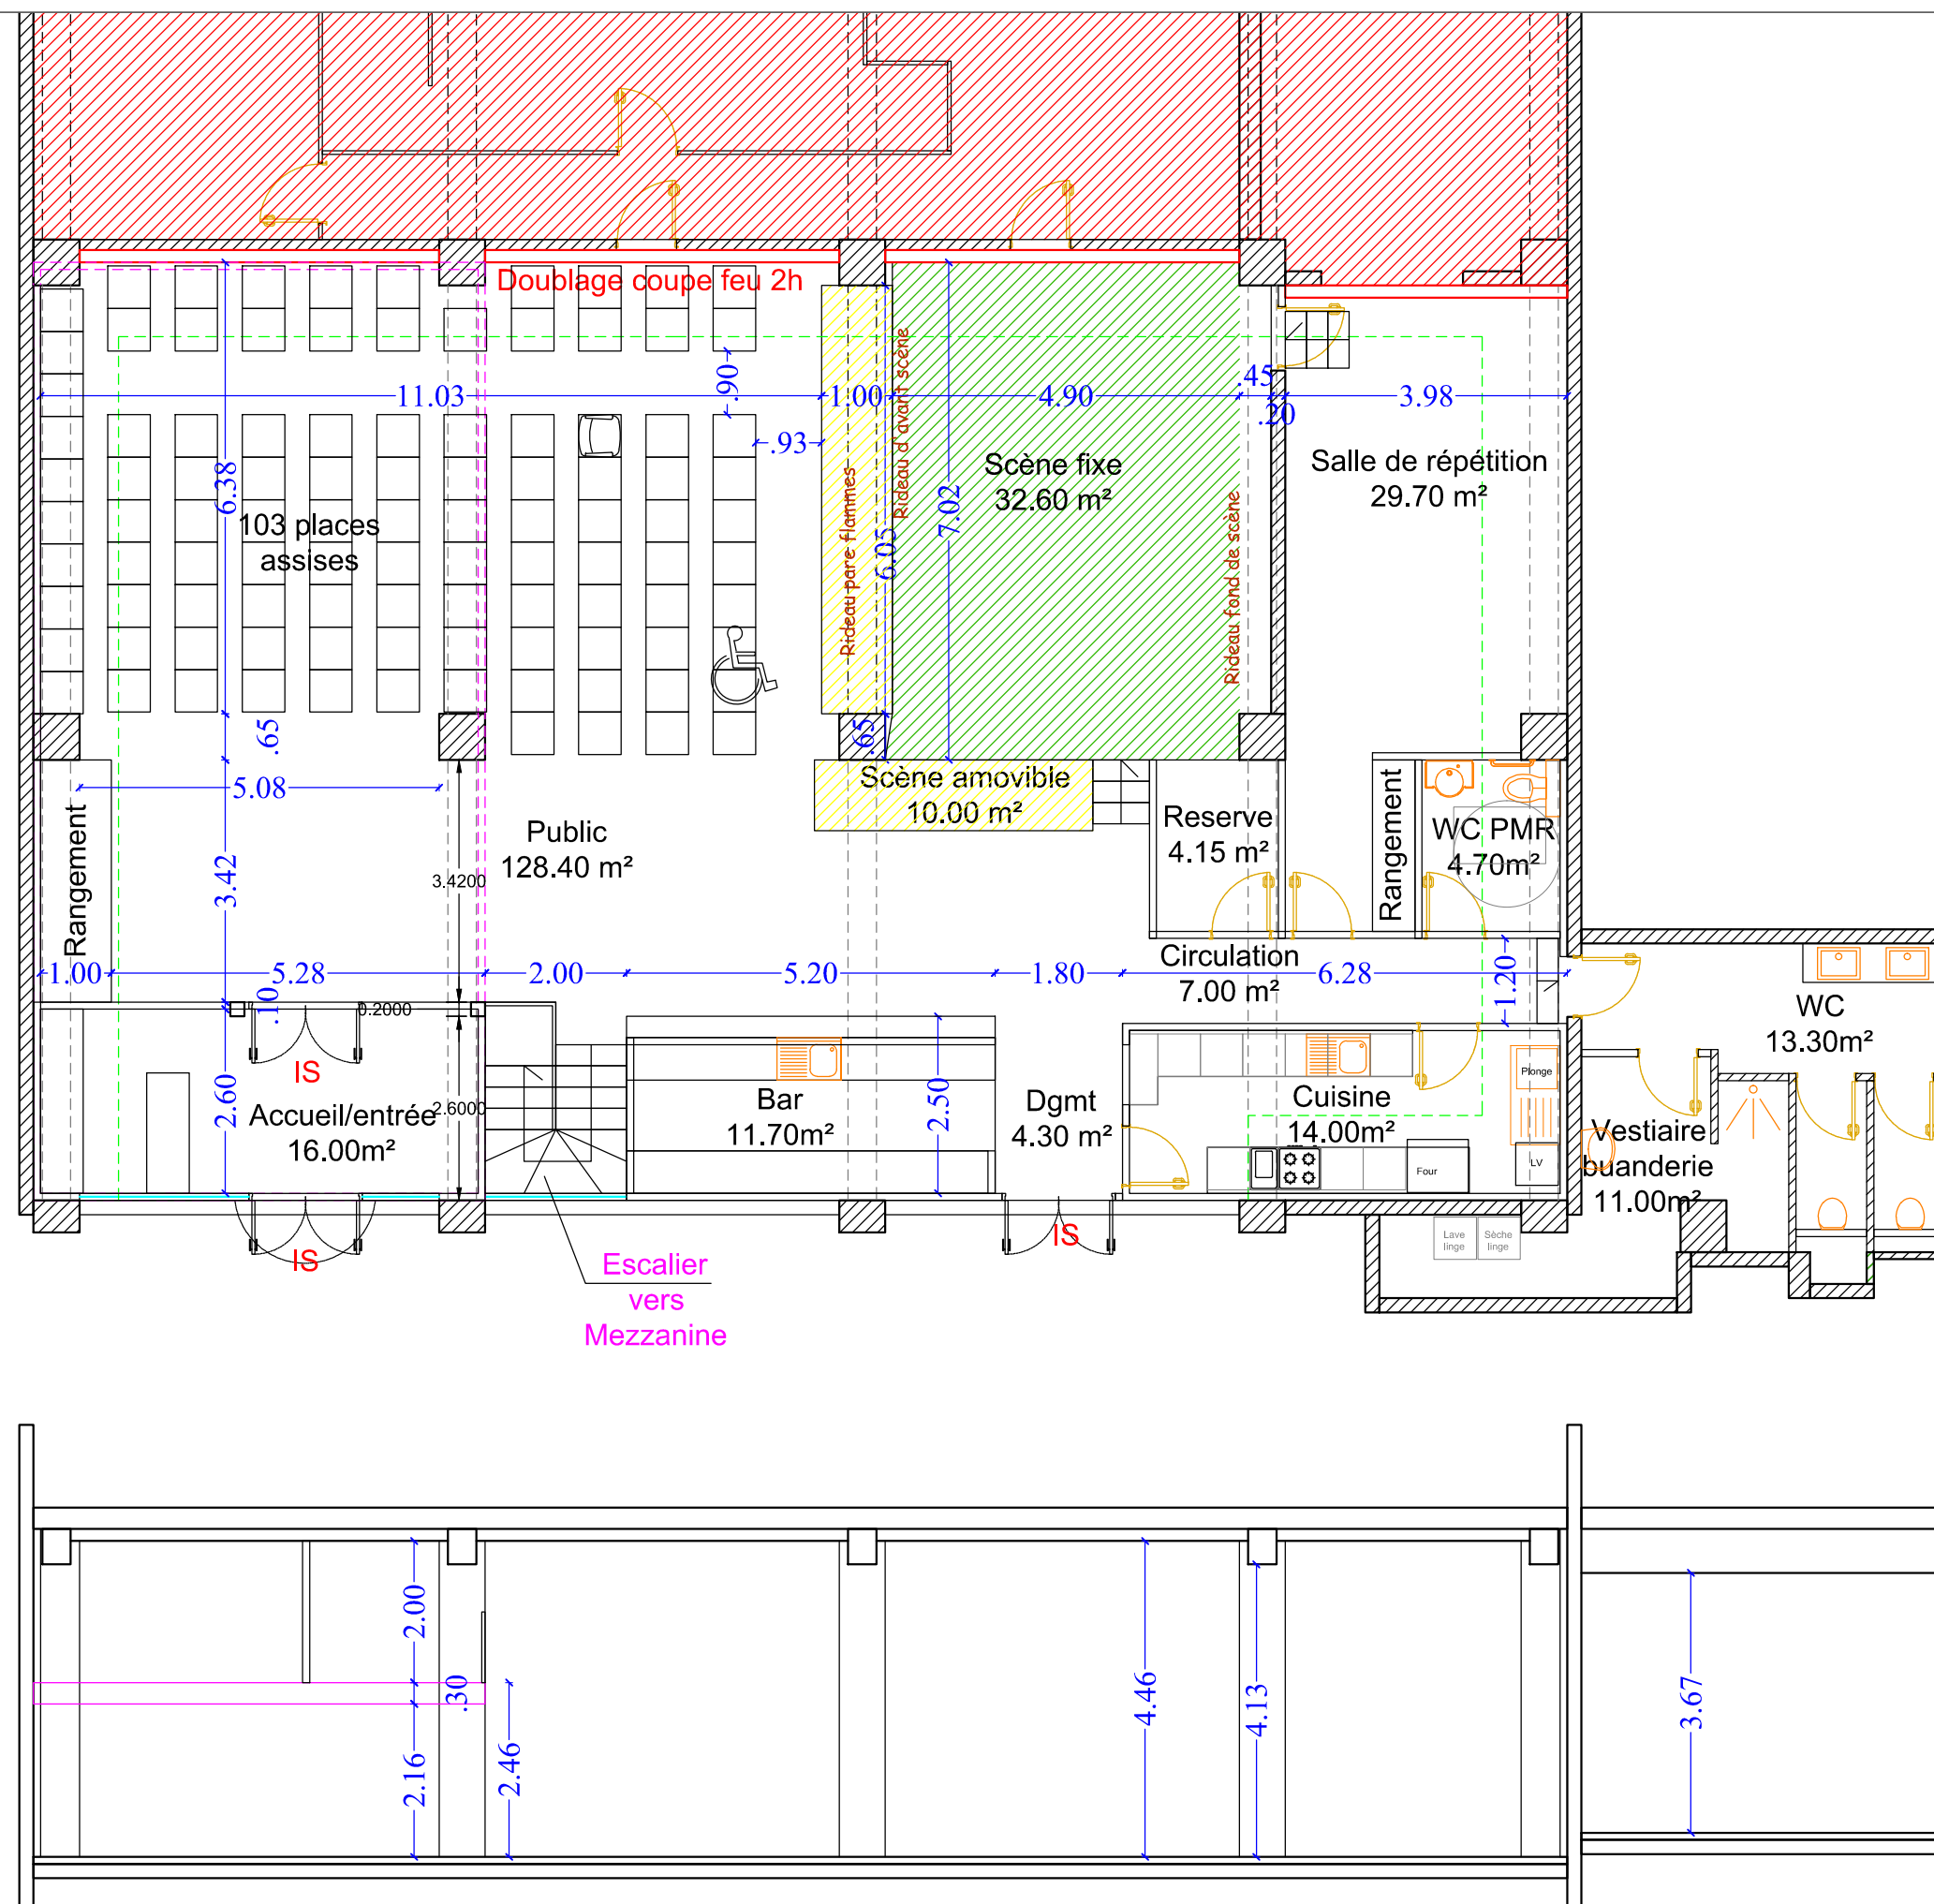 Doublage coupe feu 2h
.90
11.03
1.00
4.90
.45
.20
3.98
.93
Rideau d'avant scène
Rideau pare flammes
Rideau fond de scène
Scène fixe
32.60 m²
Salle de répétition
29.70 m²
6.38
7.02
6.05
103 places
assises
.65
.65
5.08
Scène amovible
10.00 m²
Public
128.40 m²
Reserve
4.15 m²
Rangement
WC PMR
4.70m²
Rangement
3.42
3.4200
1.00
5.28
2.00
5.20
1.80
6.28
Circulation
7.00 m²
1.20
.10
0.2000
WC
13.30m²
IS
2.60
Accueil/entrée
16.00m²
2.6000
Bar
11.70m²
2.50
Dgmt
4.30 m²
Cuisine
14.00m²
Plonge
Four
LV
Vestiaire
buanderie
11.00m²
IS
IS
Lave
linge
Sèche
linge
Escalier
vers
Mezzanine
2.00
.30
2.16
2.46
4.46
4.13
3.67